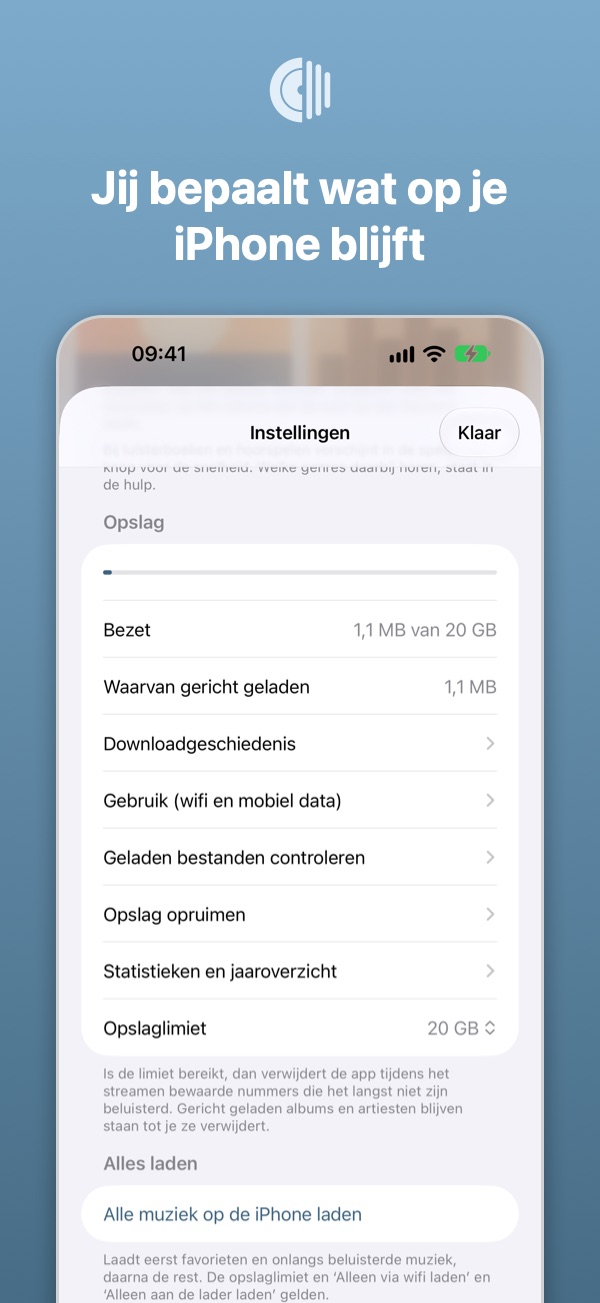 Jij bepaalt wat op je
iPhone blijft
09:41
Instellingen
Klaar
knop voor de snelheid. Welke genres daarbij horen, staat in
de hulp.
Opslag
Bezet
1,1 MB van 20 GB
Waarvan gericht geladen
1,1 MB
Downloadgeschiedenis
Gebruik (wifi en mobiel data)
Geladen bestanden controleren
Opslag opruimen
Statistieken en jaaroverzicht
Opslaglimiet
20 GB
Is de limiet bereikt, dan verwijdert de app tijdens het
streamen bewaarde nummers die het langst niet zijn
beluisterd. Gericht geladen albums en artiesten blijven
staan tot je ze verwijdert.
Alles laden
Alle muziek op de iPhone laden
Laadt eerst favorieten en onlangs beluisterde muziek,
daarna de rest. De opslaglimiet en ‘Alleen via wifi laden’ en
‘Alleen aan de lader laden’ gelden.